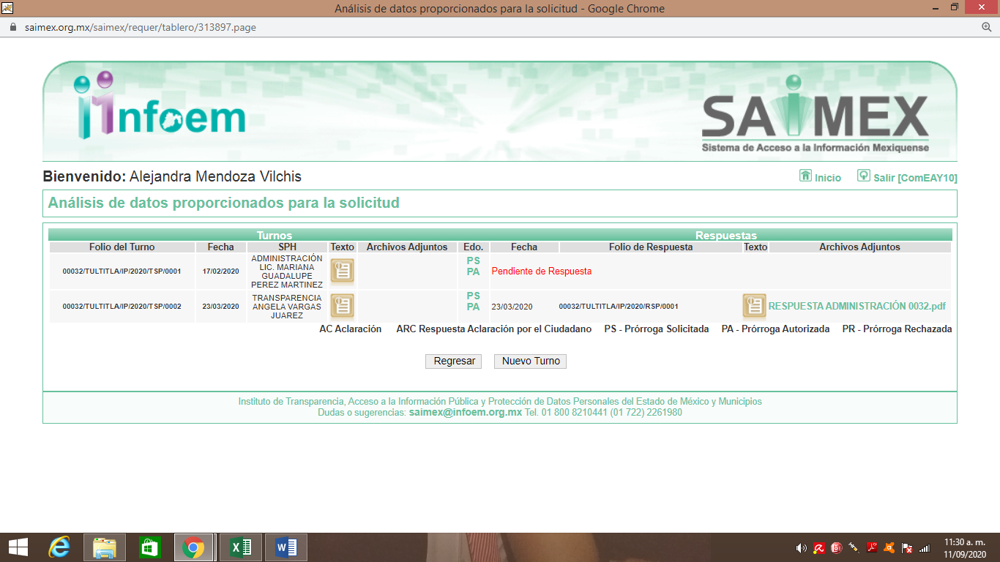 Análisis de datos proporcionados para la solicitud - Google Chrome
saimex.org.mx/saimex/requer/tablero/313897.page
infoem
SAIMEX
Sistema de Acceso a la Información Mexiquense
Bienvenido: Alejandra Mendoza Vilchis
Inicio Salir [ComEAY10]
Análisis de datos proporcionados para la solicitud
Turnos Respuestas
Folio del Turno Fecha SPH Texto Archivos Adjuntos Edo. Fecha Folio de Respuesta Texto Archivos Adjuntos
00032/TULTITLA/IP/2020/TSP/0001 17/02/2020
ADMINISTRACIÓN
LIC. MARIANA
GUADALUPE
PEREZ MARTINEZ
PS
PA
Pendiente de Respuesta
00032/TULTITLA/IP/2020/TSP/0002 23/03/2020
TRANSPARENCIA
ANGELA VARGAS
JUAREZ
PS
PA
23/03/2020 00032/TULTITLA/IP/2020/RSP/0001 RESPUESTA ADMINISTRACIÓN 0032.pdf
AC Aclaración ARC Respuesta Aclaración por el Ciudadano PS - Prórroga Solicitada PA - Prórroga Autorizada PR - Prórroga Rechazada
Regresar Nuevo Turno
Instituto de Transparencia, Acceso a la Información Pública y Protección de Datos Personales del Estado de México y Municipios
Dudas o sugerencias: saimex@infoem.org.mx Tel. 01 800 8210441 (01 722) 2261980
11:30 a. m.
11/09/2020